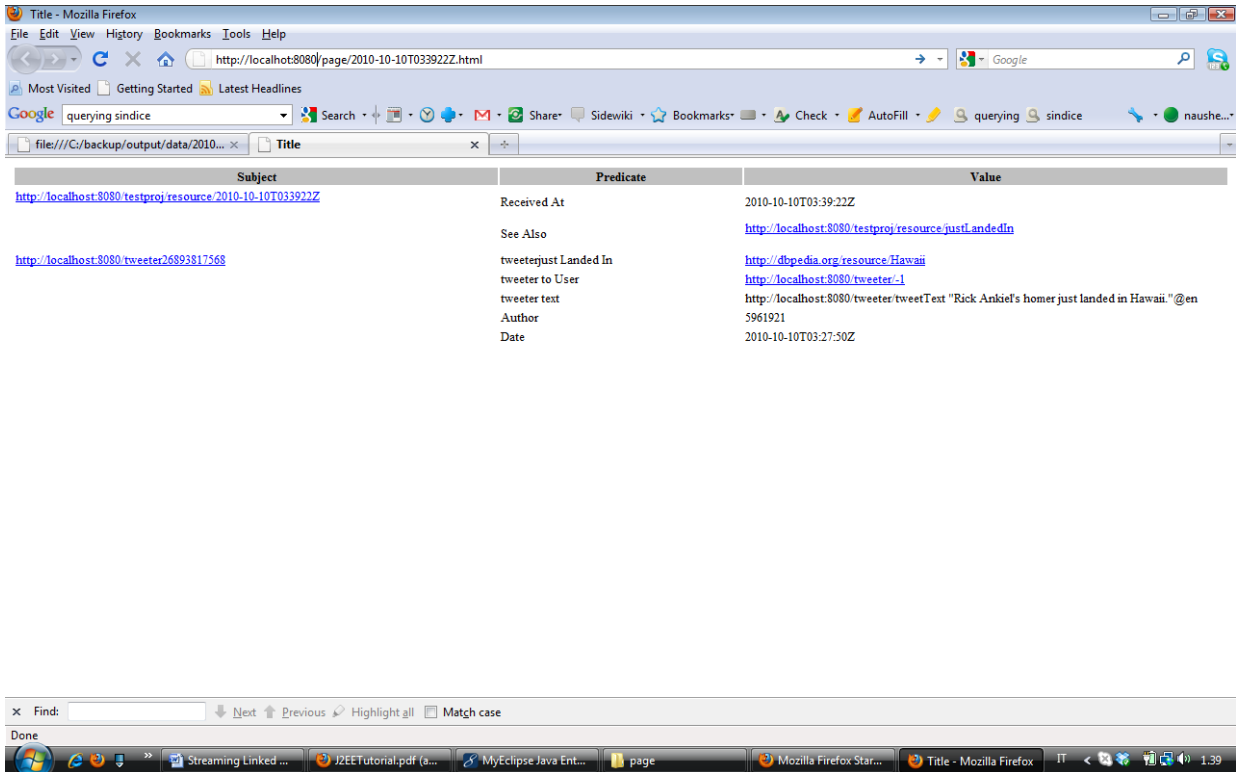 Title - Mozilla Firefox
File Edit View History Bookmarks Tools Help
http://localhot:8080/page/2010-10-10T033922Z.html
Google
Most Visited Getting Started Latest Headlines
Google querying sindice Search Share Sidewiki Bookmarks Check AutoFill querying sindice naushe...
file:///C:/backup/output/data/2010... Title
Subject Predicate Value
http://localhost:8080/testproj/resource/2010-10-10T033922Z Received At 2010-10-10T03:39:22Z
See Also http://localhost:8080/testproj/resource/justLandedIn
http://localhost:8080/tweeter26893817568 tweeterjust Landed In http://dbpedia.org/resource/Hawaii
tweeter to User http://localhost:8080/tweeter/-1
tweeter text http://localhost:8080/tweeter/tweetText "Rick Ankiel's homer just landed in Hawaii."@en
Author 5961921
Date 2010-10-10T03:27:50Z
Find: Next Previous Highlight all Match case
Done
Streaming Linked ... J2EETutorial.pdf (a... MyEclipse Java Ent... page Mozilla Firefox Star... Title - Mozilla Firefox IT 1.39